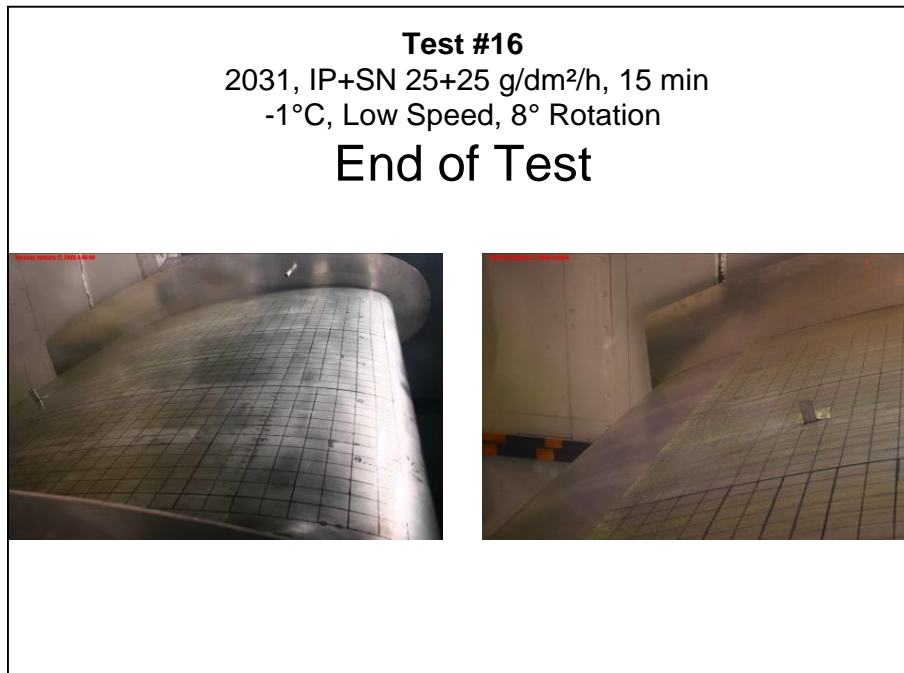 Test #16
2031, IP+SN 25+25 g/dm²/h, 15 min
-1°C, Low Speed, 8° Rotation
End of Test